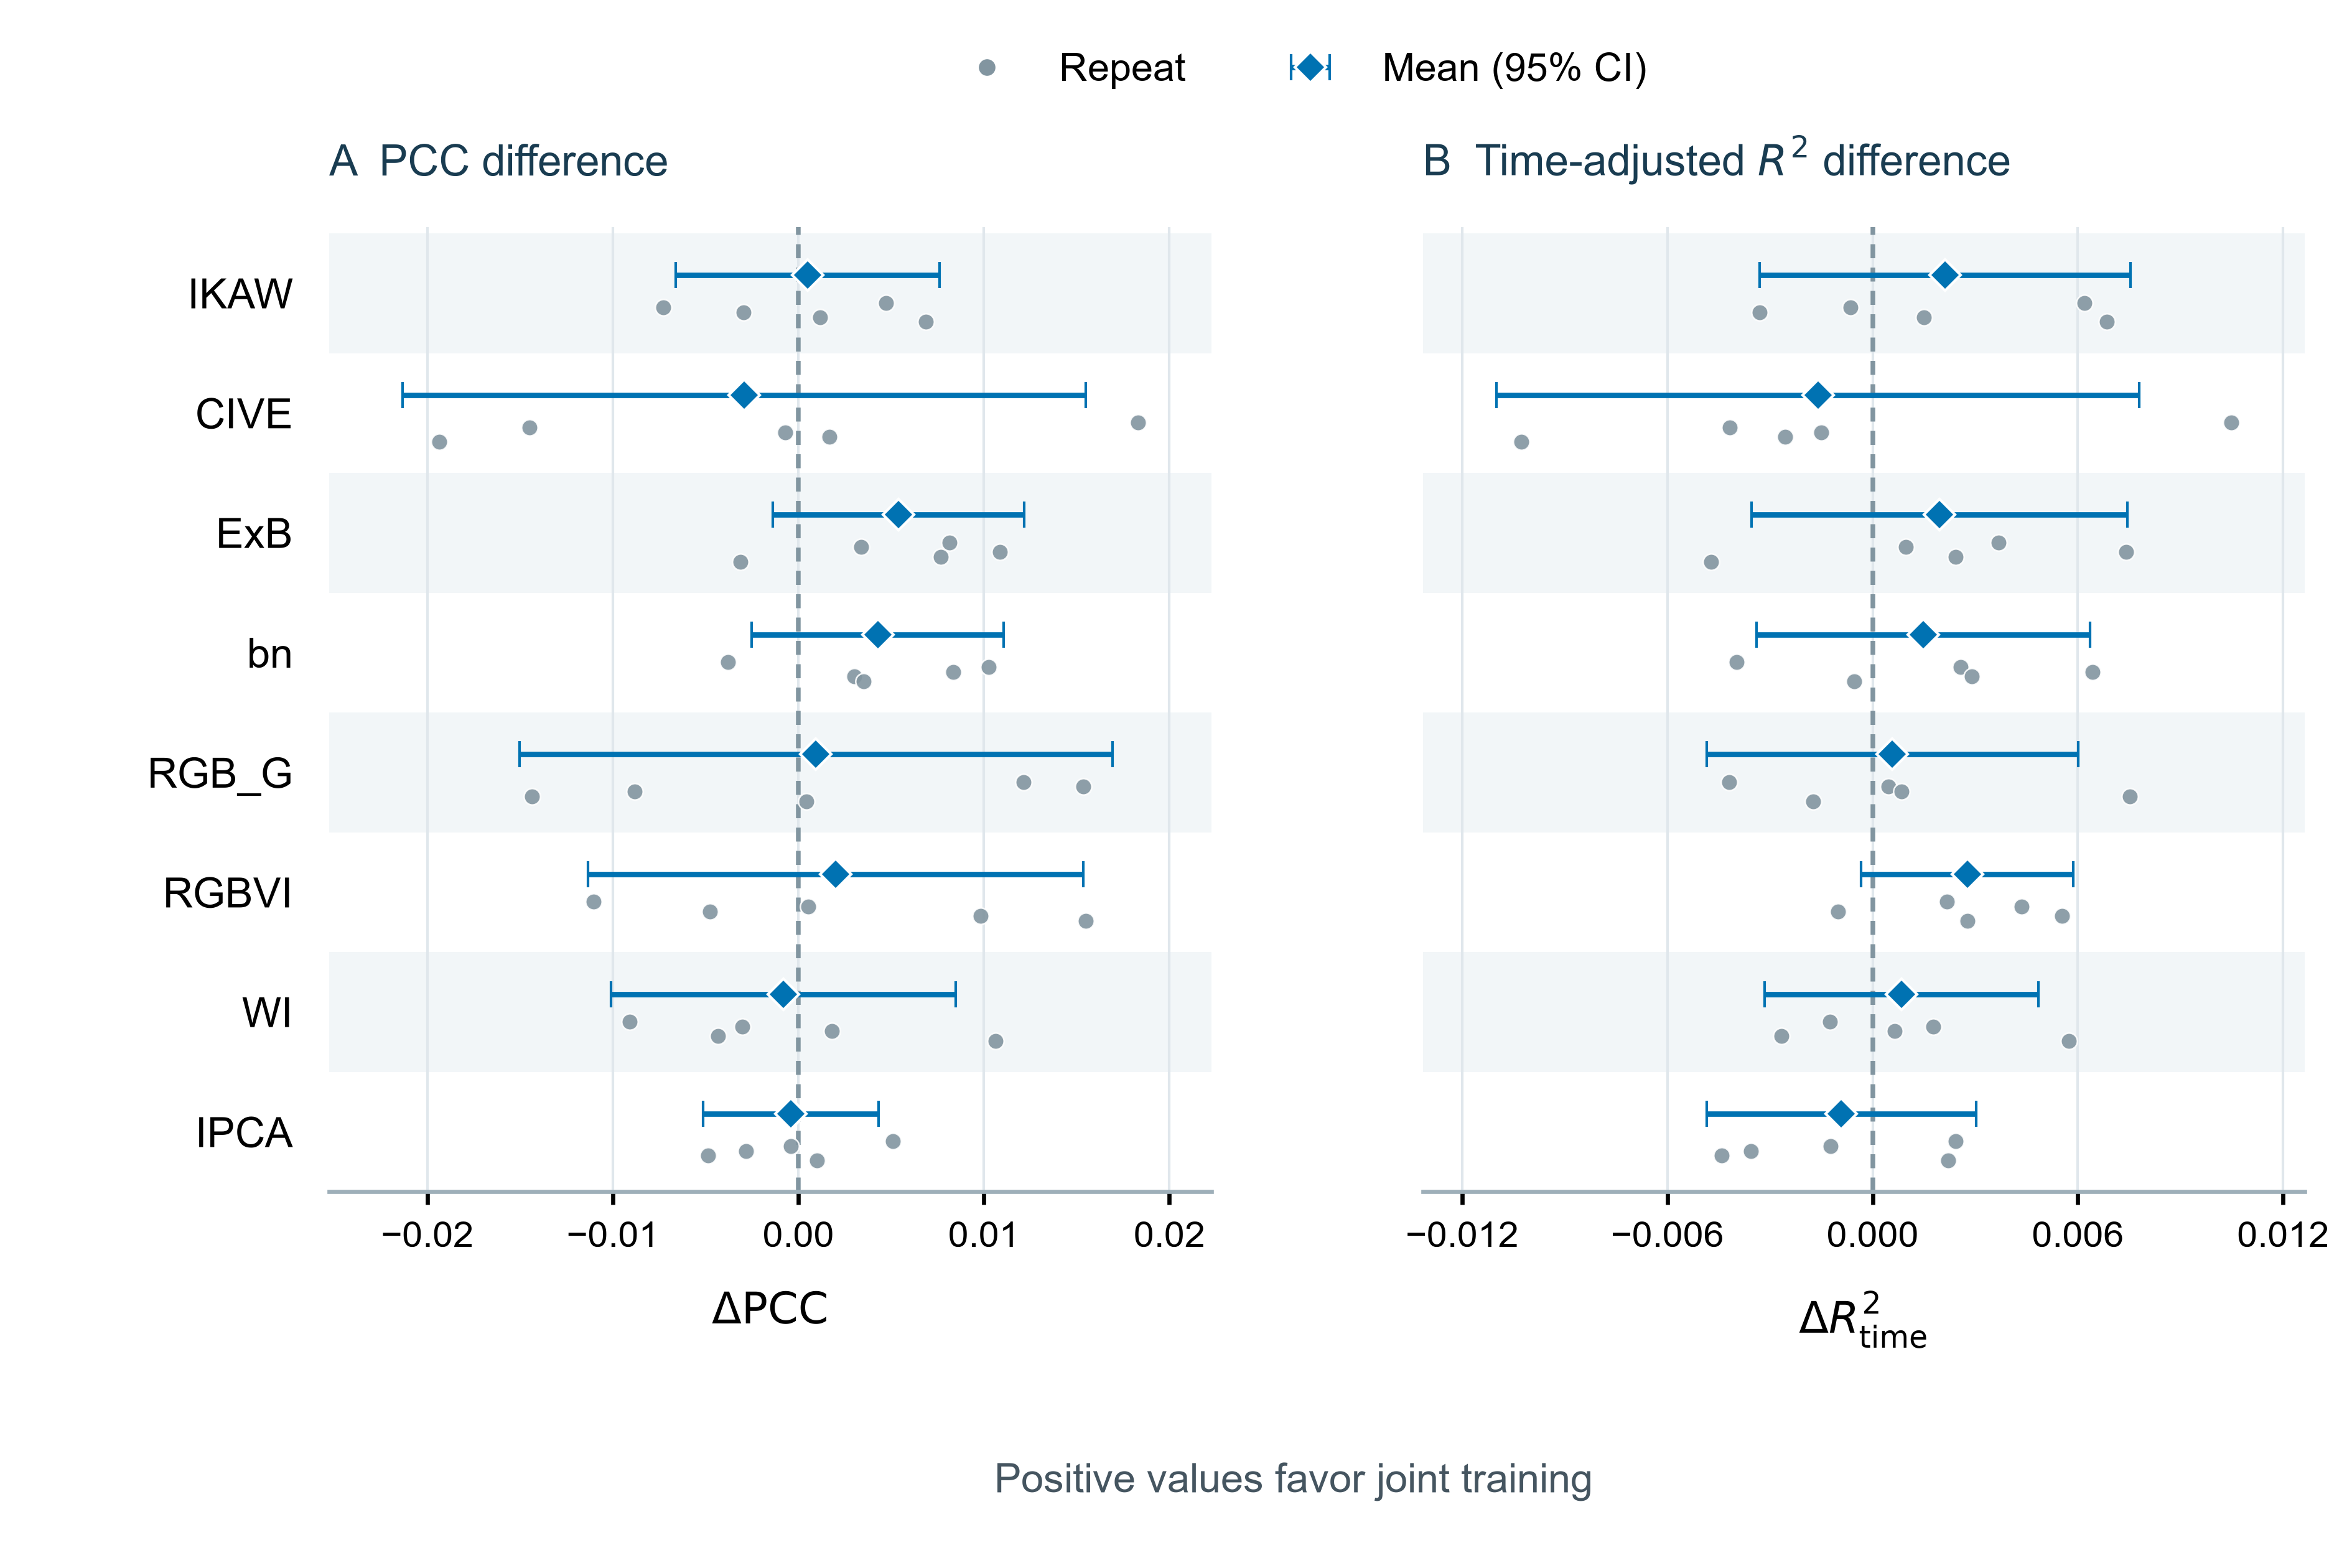 Repeat Mean (95% CI)
A PCC difference
B Time-adjusted R² difference
IKAW
CIVE
ExB
bn
RGB_G
RGBVI
WI
IPCA
−0.02 −0.01 0.00 0.01 0.02
−0.012 −0.006 0.000 0.006 0.012
ΔPCC
ΔR²time
Positive values favor joint training